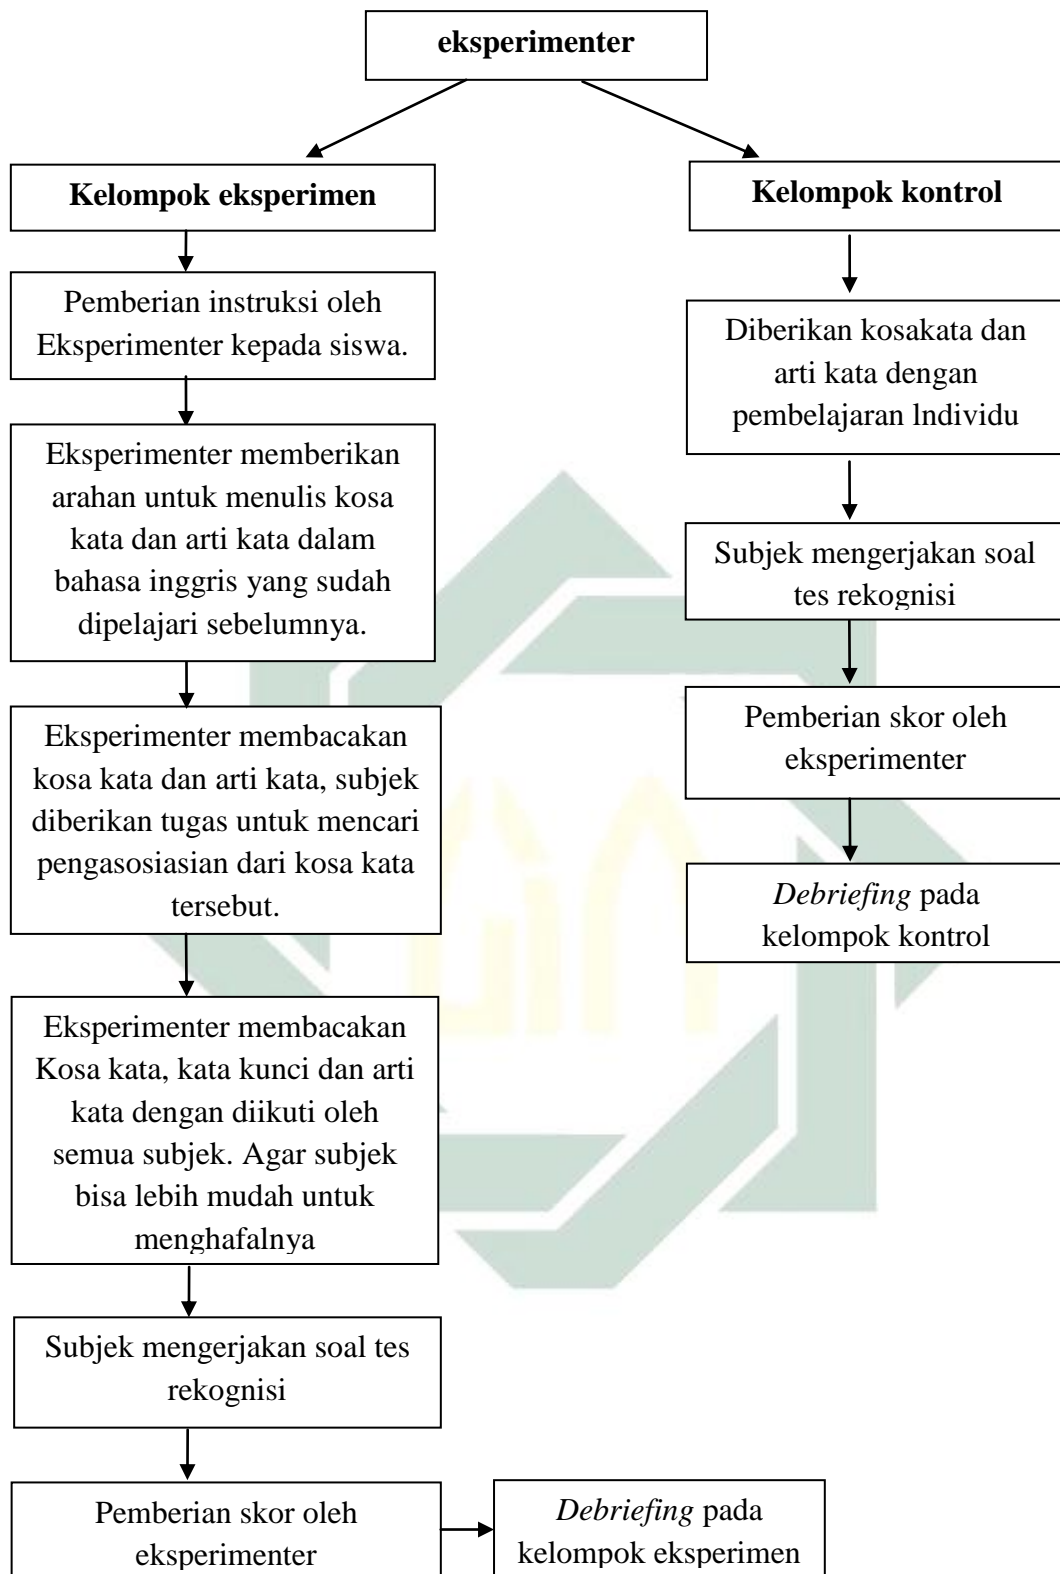 eksperimenter
Kelompok eksperimen
Pemberian instruksi oleh
Eksperimenter kepada siswa.
Eksperimenter memberikan
arahan untuk menulis kosa
kata dan arti kata dalam
bahasa inggris yang sudah
dipelajari sebelumnya.
Eksperimenter membacakan
kosa kata dan arti kata, subjek
diberikan tugas untuk mencari
pengasosiasian dari kosa kata
tersebut.
Eksperimenter membacakan
Kosa kata, kata kunci dan arti
kata dengan diikuti oleh
semua subjek. Agar subjek
bisa lebih mudah untuk
menghafalnya
Subjek mengerjakan soal tes
rekognisi
Pemberian skor oleh
eksperimenter
Debriefing pada
kelompok eksperimen
Kelompok kontrol
Diberikan kosakata dan
arti kata dengan
pembelajaran lndividu
Subjek mengerjakan soal
tes rekognisi
Pemberian skor oleh
eksperimenter
Debriefing pada
kelompok kontrol